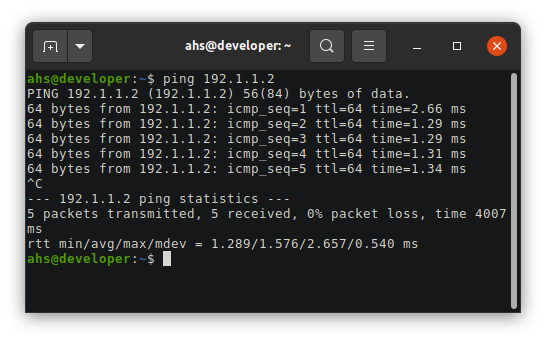 ahs@developer: ~
ahs@developer:~$ ping 192.1.1.2
PING 192.1.1.2 (192.1.1.2) 56(84) bytes of data.
64 bytes from 192.1.1.2: icmp_seq=1 ttl=64 time=2.66 ms
64 bytes from 192.1.1.2: icmp_seq=2 ttl=64 time=1.29 ms
64 bytes from 192.1.1.2: icmp_seq=3 ttl=64 time=1.29 ms
64 bytes from 192.1.1.2: icmp_seq=4 ttl=64 time=1.31 ms
64 bytes from 192.1.1.2: icmp_seq=5 ttl=64 time=1.34 ms
^C
--- 192.1.1.2 ping statistics ---
5 packets transmitted, 5 received, 0% packet loss, time 4007
ms
rtt min/avg/max/mdev = 1.289/1.576/2.657/0.540 ms
ahs@developer:~$